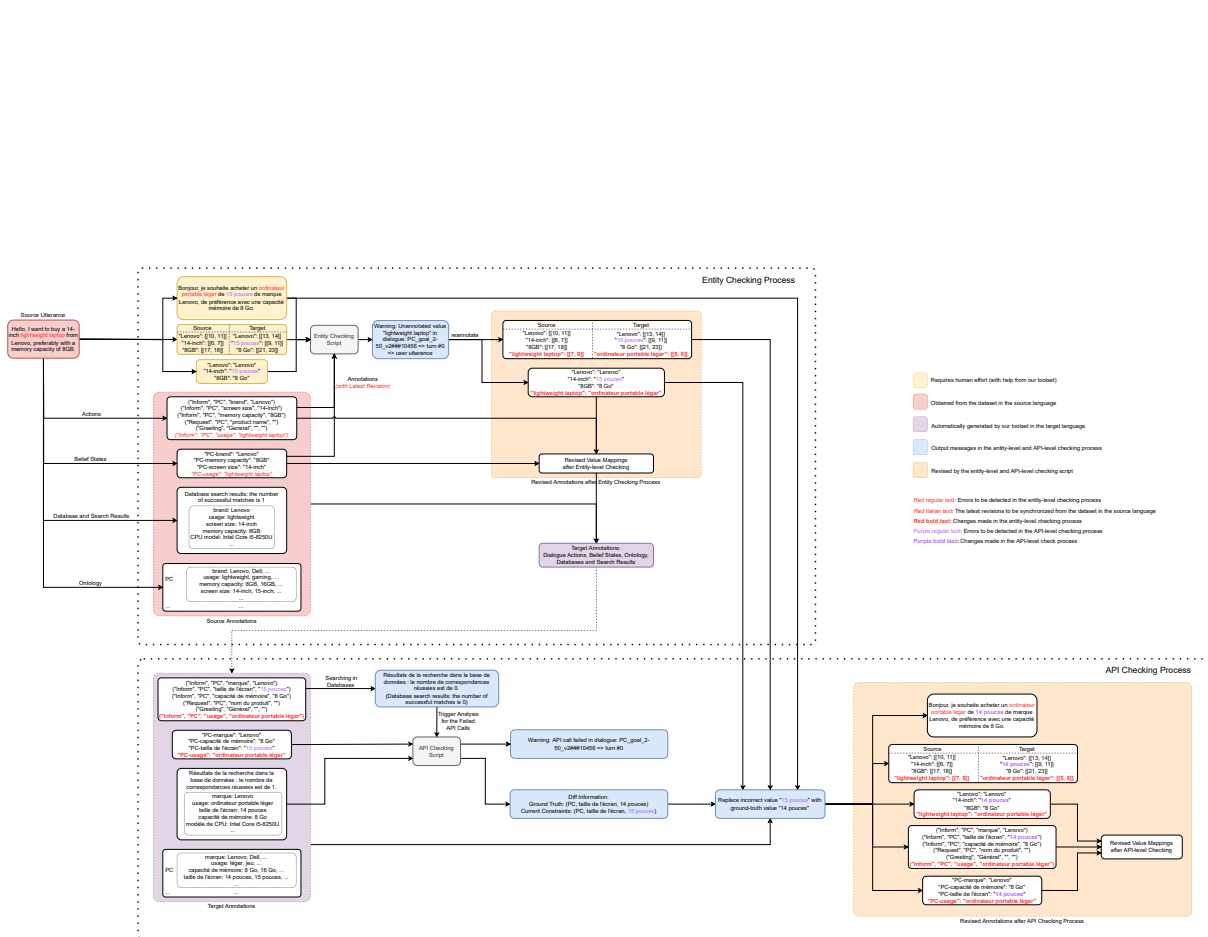 Entity Checking Process
Source Utterance
Hello, I want to buy a 14-
inch lightweight laptop from
Lenovo, preferably with a
memory capacity of 8GB.
Bonjour, je souhaite acheter un ordinateur
portable léger de 15 pouces de marque
Lenovo, de préférence avec une capacité
mémoire de 8 Go.
Source Target
"Lenovo": [[10, 11]] "Lenovo": [[13, 14]]
"14-inch": [[6, 7]] "15 pouces": [[9, 11]]
"8GB": [[17, 18]] "8 Go": [[21, 23]]
"Lenovo": "Lenovo"
"14-inch": "15 pouces"
"8GB": "8 Go"
Entity Checking
Script
Warning: Unannotated value
"lightweight laptop" in
dialogue: PC_goal_2-
50_v2###10456 => turn #0
=> user utterance
reannotate
Annotations
(with Latest Revision)
Source Target
"Lenovo": [[10, 11]] "Lenovo": [[13, 14]]
"14-inch": [[6, 7]] "15 pouces": [[9, 11]]
"8GB": [[17, 18]] "8 Go": [[21, 23]]
"lightweight laptop": [[7, 9]] "ordinateur portable léger": [[5, 8]]
"Lenovo": "Lenovo"
"14-inch": "15 pouces"
"8GB": "8 Go"
"lightweight laptop": "ordinateur portable léger"
Revised Value Mappings
after Entity-level Checking
Revised Annotations after Entity Checking Process
Target Annotations:
Dialogue Actions, Belief States, Ontology,
Databases and Search Results
Actions
("Inform", "PC", "brand", "Lenovo")
("Inform", "PC", "screen size", "14-inch")
("Inform", "PC", "memory capacity", "8GB")
("Request", "PC", "product name", "")
("Greeting", "General", "", "")
("Inform", "PC", "usage", "lightweight laptop")
Belief States
"PC-brand": "Lenovo"
"PC-memory capacity": "8GB"
"PC-screen size": "14-inch"
"PC-usage": "lightweight laptop"
Database and Search Results
Database search results: the number
of successful matches is 1
brand: Lenovo
usage: lightweight
screen size: 14-inch
memory capacity: 8GB
CPU model: Intel Core i5-8250U
...
Ontology
PC
brand: Lenovo, Dell, ...
usage: lightweight, gaming, ...
memory capacity: 8GB, 16GB, ...
screen size: 14-inch, 15-inch, ...
...
... ...
Source Annotations
Requires human effort (with help from our toolset)
Obtained from the dataset in the source language
Automatically generated by our toolset in the target language
Output messages in the entity-level and API-level checking process
Revised by the entity-level and API-level checking script
Red regular text: Errors to be detected in the entity-level checking process
Red italian text: The latest revisions to be synchronized from the dataset in the source language
Red bold text: Changes made in the entity-level checking process
Purple regular text: Errors to be detected in the API-level checking process
Purple bold text: Changes made in the API-level check process
API Checking Process
("Inform", "PC", "marque", "Lenovo")
("Inform", "PC", "taille de l'écran", "15 pouces")
("Inform", "PC", "capacité de mémoire", "8 Go")
("Request", "PC", "nom du produit", "")
("Greeting", "Général", "", "")
("Inform", "PC", "usage", "ordinateur portable léger")
"PC-marque": "Lenovo"
"PC-capacité de mémoire": "8 Go"
"PC-taille de l'écran": "15 pouces"
"PC-usage": "ordinateur portable léger"
Résultats de la recherche dans la
base de données : le nombre de
correspondances réussies est de 1.
marque: Lenovo
usage: ordinateur portable léger
taille de l'écran: 14 pouces
capacité de mémoire: 8 Go
modèle de CPU: Intel Core i5-8250U
...
PC
marque: Lenovo, Dell, ...
usage: léger, jeu, ...
capacité de mémoire: 8 Go, 16 Go, ...
taille de l'écran: 14 pouces, 15 pouces, ...
...
... ...
Target Annotations
Searching in
Databases
Résultats de la recherche dans la base de
données : le nombre de correspondances
réussies est de 0.
(Database search results: the number of
successful matches is 0)
Trigger Analysis
for the Failed
API Calls
API Checking
Script
Warning: API call failed in dialogue: PC_goal_2-
50_v2###10456 => turn #0
Diff Information:
Ground Truth: (PC, taille de l'écran, 14 pouces)
Current Constraints: (PC, taille de l'écran, 15 pouces)
Replace incorrect value "15 pouces" with
ground-truth value "14 pouces"
Bonjour, je souhaite acheter un ordinateur
portable léger de 14 pouces de marque
Lenovo, de préférence avec une capacité
mémoire de 8 Go.
Source Target
"Lenovo": [[10, 11]] "Lenovo": [[13, 14]]
"14-inch": [[6, 7]] "14 pouces": [[9, 11]]
"8GB": [[17, 18]] "8 Go": [[21, 23]]
"lightweight laptop": [[7, 9]] "ordinateur portable léger": [[5, 8]]
"Lenovo": "Lenovo"
"14-inch": "14 pouces"
"8GB": "8 Go"
"lightweight laptop": "ordinateur portable léger"
("Inform", "PC", "marque", "Lenovo")
("Inform", "PC", "taille de l'écran", "14 pouces")
("Inform", "PC", "capacité de mémoire", "8 Go")
("Request", "PC", "nom du produit", "")
("Greeting", "Général", "", "")
("Inform", "PC", "usage", "ordinateur portable léger")
"PC-marque": "Lenovo"
"PC-capacité de mémoire": "8 Go"
"PC-taille de l'écran": "14 pouces"
"PC-usage": "ordinateur portable léger"
Revised Value Mappings
after API-level Checking
Revised Annotations after API Checking Process